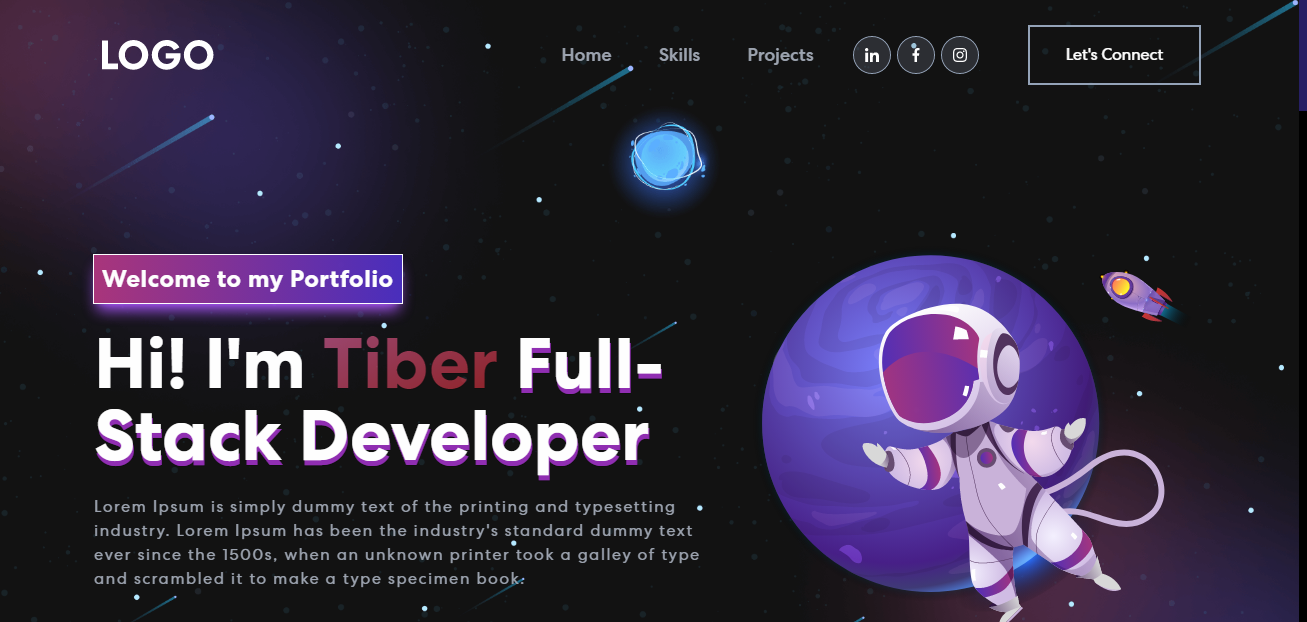 LOGO
Home Skills Projects in f Let's Connect
Welcome to my Portfolio
Hi! I'm Tiber Full-
Stack Developer
Lorem Ipsum is simply dummy text of the printing and typesetting
industry. Lorem Ipsum has been the industry's standard dummy text
ever since the 1500s, when an unknown printer took a galley of type
and scrambled it to make a type specimen book.